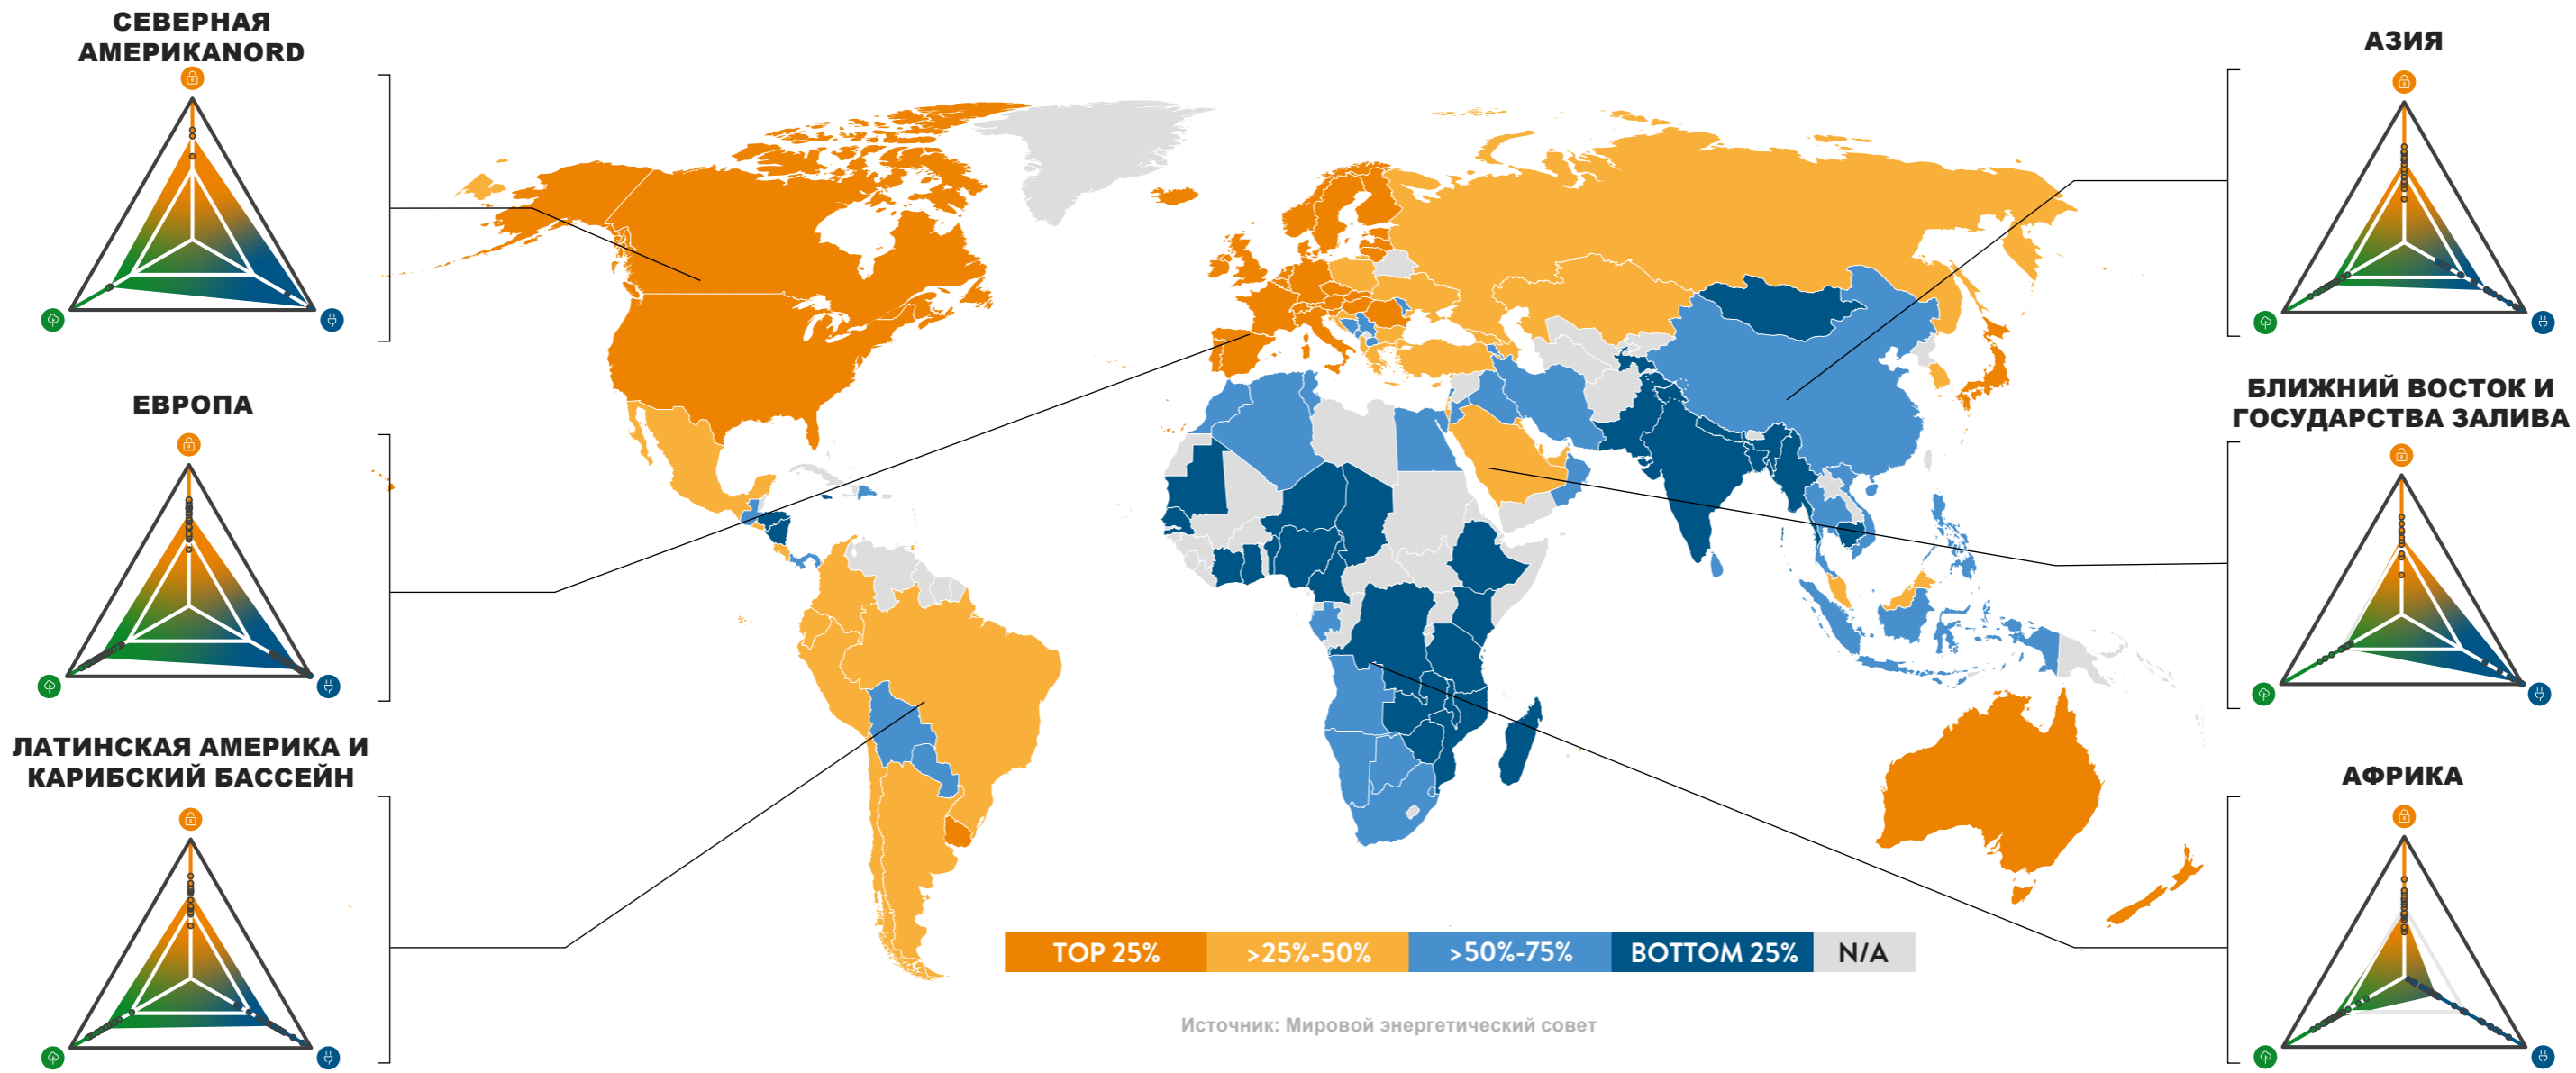 СЕВЕРНАЯ
АМЕРИКАNORD
АЗИЯ
ЕВРОПА
БЛИЖНИЙ ВОСТОК И
ГОСУДАРСТВА ЗАЛИВА
ЛАТИНСКАЯ АМЕРИКА И
КАРИБСКИЙ БАССЕЙН
АФРИКА
TOP 25%
>25%-50%
>50%-75%
BOTTOM 25%
N/A
Источник: Мировой энергетический совет